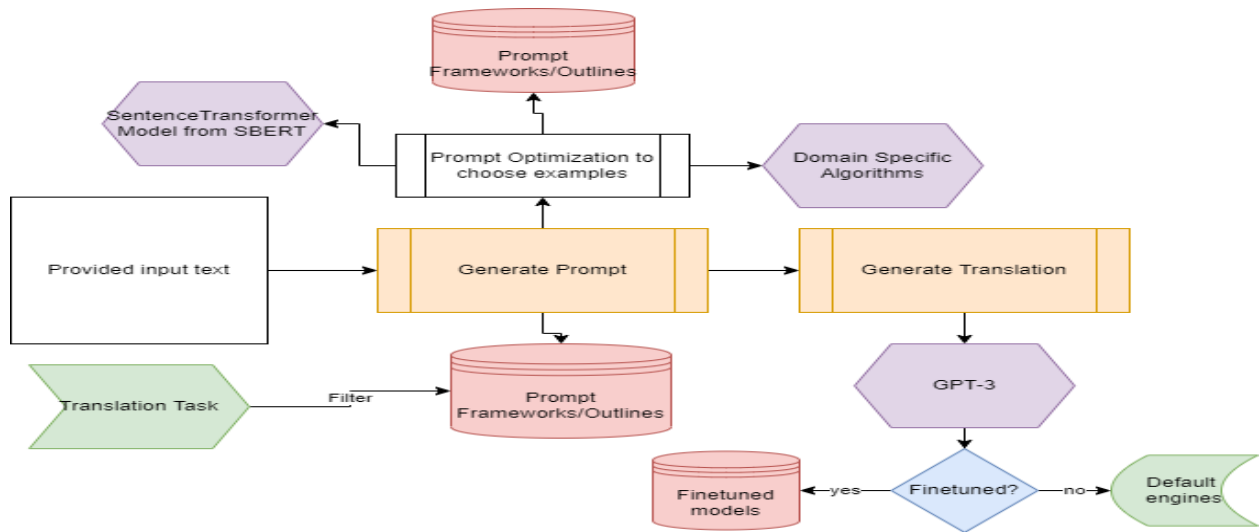 Prompt
Frameworks/Outlines
SentenceTransformer
Model from SBERT
Prompt Optimization to
choose examples
Domain Specific
Algorithms
Provided input text
Generate Prompt
Generate Translation
Translation Task
Filter
Prompt
Frameworks/Outlines
GPT-3
Finetuned
models
yes
Finetuned?
no
Default
engines